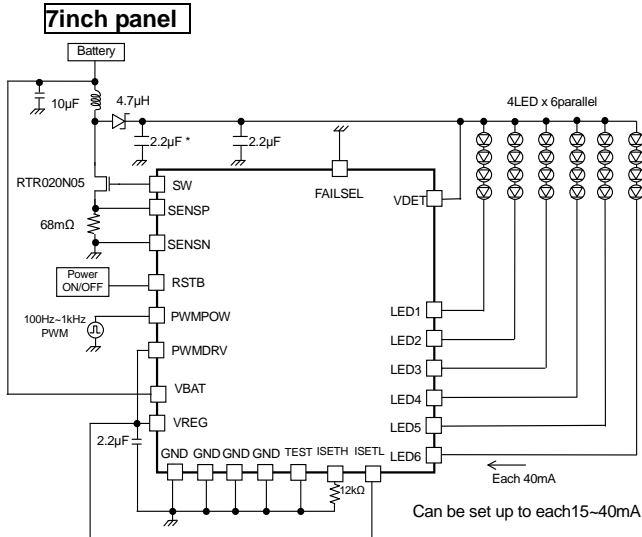 7inch panel
Battery
10µF
4.7µH
4LED x 6parallel
2.2µF *
2.2µF
RTR020N05
SW
FAILSEL
VDET
SENSP
68mΩ
SENSN
Power
ON/OFF
RSTB
100Hz~1kHz
PWM
PWMPOW
LED1
LED2
PWMDRV
LED3
VBAT
LED4
VREG
LED5
2.2µF
GND
GND
GND
GND
TEST
ISETH
ISETL
LED6
Each 40mA
12kΩ
Can be set up to each15~40mA